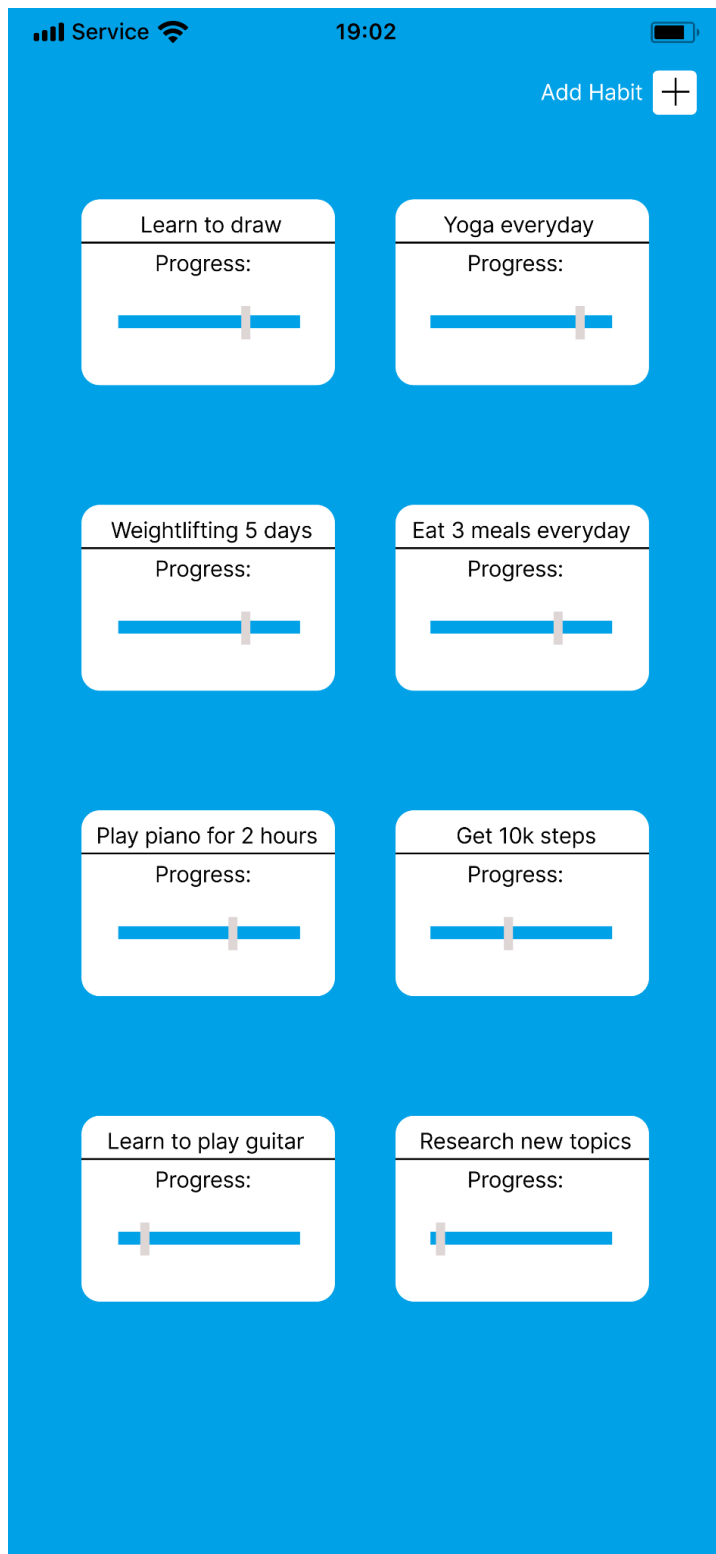 Service 19:02
Add Habit
Learn to draw
Progress:
Yoga everyday
Progress:
Weightlifting 5 days
Progress:
Eat 3 meals everyday
Progress:
Play piano for 2 hours
Progress:
Get 10k steps
Progress:
Learn to play guitar
Progress:
Research new topics
Progress: